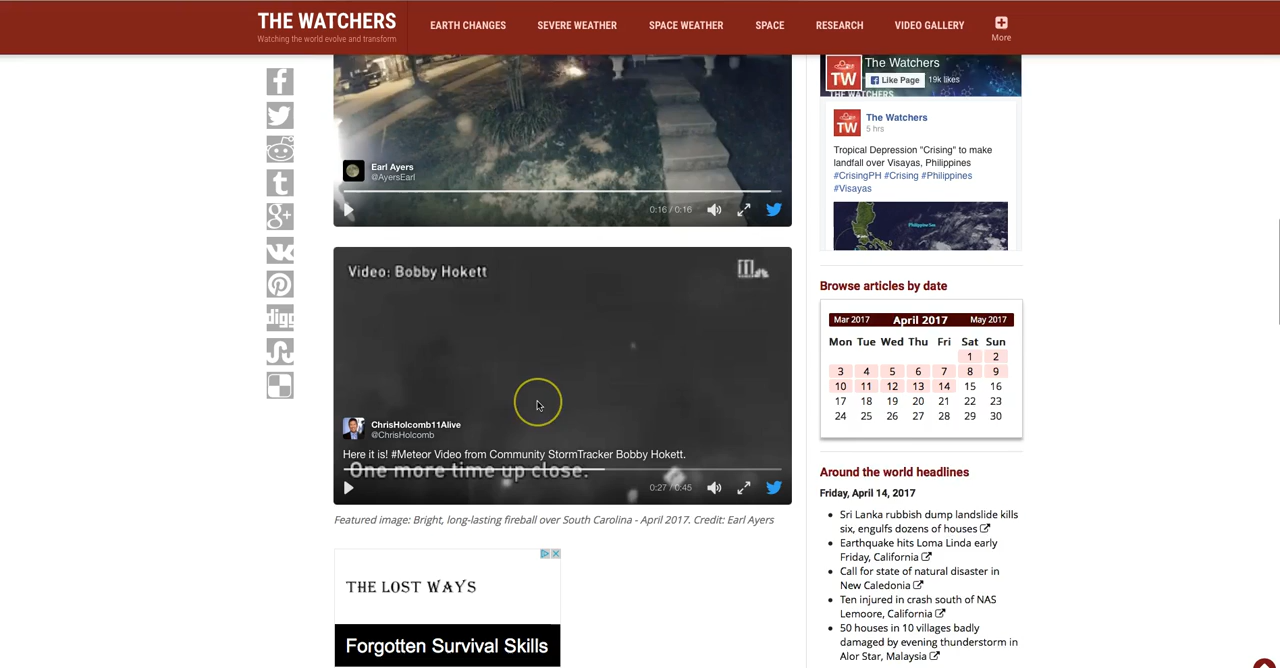 THE WATCHERS
Watching the world evolve and transform
EARTH CHANGES
SEVERE WEATHER
SPACE WEATHER
SPACE
RESEARCH
VIDEO GALLERY
More
Earl Ayers
@AyersEarl
0:16 / 0:16
Video: Bobby Hokett
11
ChrisHolcomb11Alive
@ChrisHolcomb
Here it is! #Meteor Video from Community StormTracker Bobby Hokett.
One more time up close.
0:27 / 0:45
Featured image: Bright, long-lasting fireball over South Carolina - April 2017. Credit: Earl Ayers
THE LOST WAYS
Forgotten Survival Skills
TW
The Watchers
Like Page
19k likes
THE WATCHERS
TW
The Watchers
5 hrs
Tropical Depression "Crising" to make
landfall over Visayas, Philippines
#CrisingPH #Crising #Philippines
#Visayas
Philippine Sea
Browse articles by date
Mar 2017 April 2017 May 2017
Mon Tue Wed Thu Fri Sat Sun
1 2
3 4 5 6 7 8 9
10 11 12 13 14 15 16
17 18 19 20 21 22 23
24 25 26 27 28 29 30
Around the world headlines
Friday, April 14, 2017
Sri Lanka rubbish dump landslide kills
six, engulfs dozens of houses
Earthquake hits Loma Linda early
Friday, California
Call for state of natural disaster in
New Caledonia
Ten injured in crash south of NAS
Lemoore, California
50 houses in 10 villages badly
damaged by evening thunderstorm in
Alor Star, Malaysia
digg